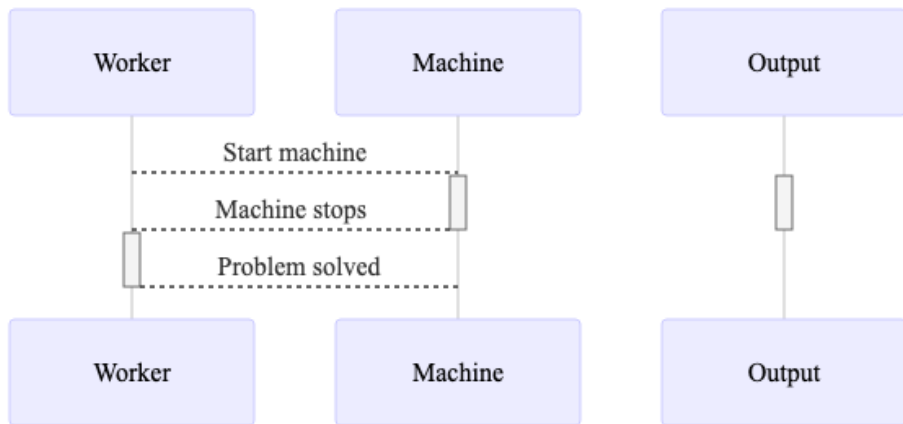 Worker
Machine
Output
Start machine
Machine stops
Problem solved
Worker
Machine
Output